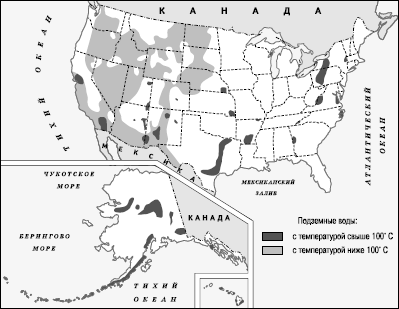 КАНАДА
ТИХИЙ ОКЕАН
АТЛАНТИЧЕСКИЙ
ОКЕАН
МЕКСИКА
МЕКСИКАНСКИЙ
ЗАЛИВ
ЧУКОТСКОЕ
МОРЕ
КАНАДА
БЕРИНГОВО
МОРЕ
ТИХИЙ
ОКЕАН
Подземные воды:
с температурой свыше 100° С
с температурой ниже 100° С